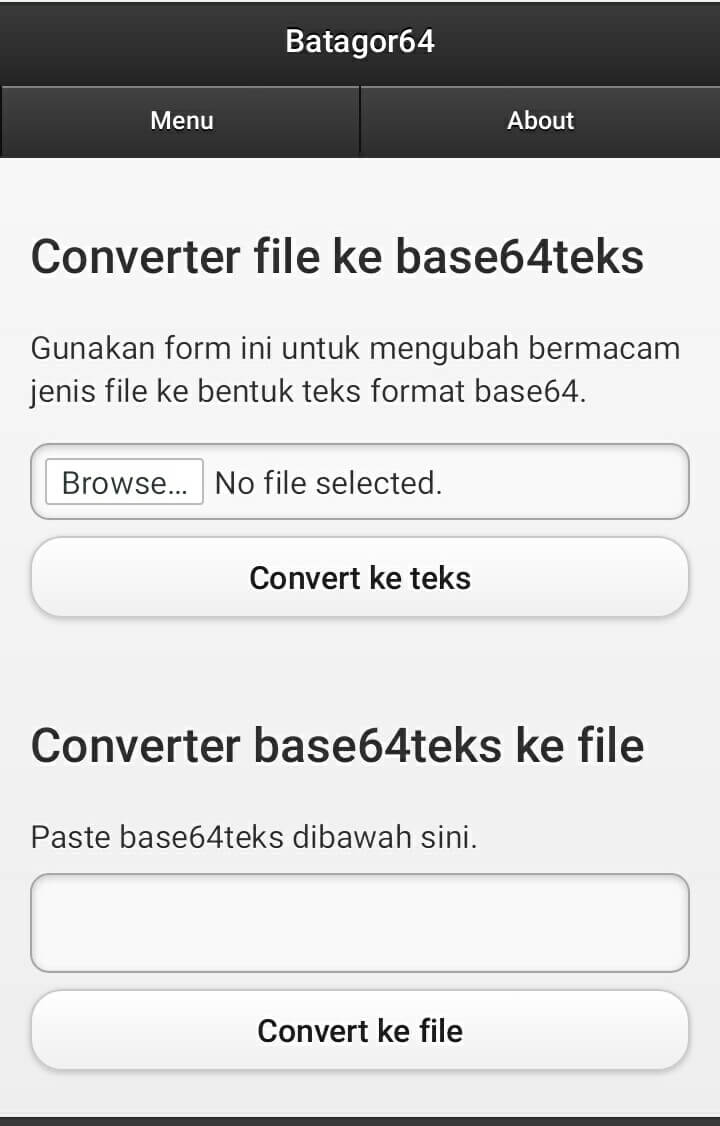 Batagor64
Menu
About
Converter file ke base64teks
Gunakan form ini untuk mengubah bermacam
jenis file ke bentuk teks format base64.
Browse... No file selected.
Convert ke teks
Converter base64teks ke file
Paste base64teks dibawah sini.
Convert ke file